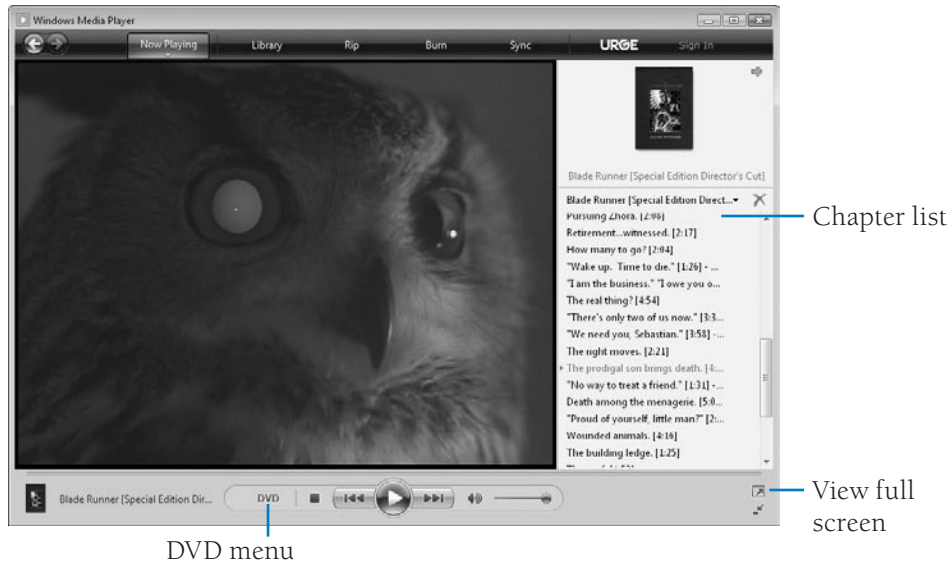 Windows Media Player
Now Playing
Library
Rip
Burn
Sync
URGE
Sign In
Blade Runner [Special Edition Director's Cut]
Blade Runner [Special Edition Direct...
Pursuing Zhora. [2:06]
Retirement...witnessed. [2:17]
How many to go? [2:04]
"Wake up. Time to die." [1:26] - ...
"I am the business." "I owe you o...
The real thing? [4:54]
"There's only two of us now." [3:3...
"We need you, Sebastian." [3:58] -...
The right moves. [2:21]
The prodigal son brings death. [4:...
"No way to treat a friend." [1:31] -...
Death among the menagerie. [5:0...
"Proud of yourself, little man?" [2:...
Wounded animals. [4:16]
The building ledge. [1:25]
Chapter list
Blade Runner [Special Edition Dir...
DVD
View full
screen
DVD menu